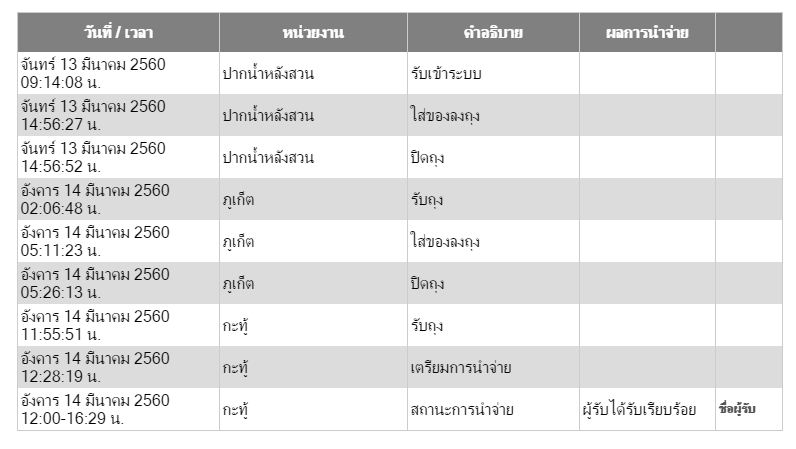 วันที่ / เวลา หน่วยงาน คำอธิบาย ผลการนำจ่าย
จันทร์ 13 มีนาคม 2560
09:14:08 น. ปากน้ำหลังสวน รับเข้าระบบ
จันทร์ 13 มีนาคม 2560
14:56:27 น. ปากน้ำหลังสวน ใส่ของลงถุง
จันทร์ 13 มีนาคม 2560
14:56:52 น. ปากน้ำหลังสวน ปิดถุง
อังคาร 14 มีนาคม 2560
02:06:48 น. ภูเก็ต รับถุง
อังคาร 14 มีนาคม 2560
05:11:23 น. ภูเก็ต ใส่ของลงถุง
อังคาร 14 มีนาคม 2560
05:26:13 น. ภูเก็ต ปิดถุง
อังคาร 14 มีนาคม 2560
11:55:51 น. กะทู้ รับถุง
อังคาร 14 มีนาคม 2560
12:28:19 น. กะทู้ เตรียมการนำจ่าย
อังคาร 14 มีนาคม 2560
12:00-16:29 น. กะทู้ สถานะการนำจ่าย ผู้รับได้รับเรียบร้อย ชื่อผู้รับ